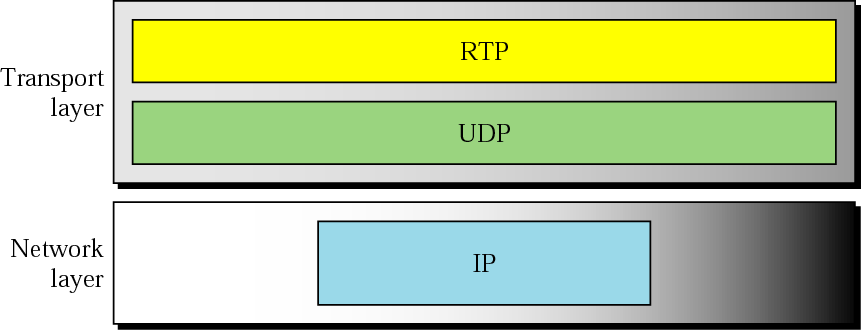 RTP
Transport
layer
UDP
Network
layer
IP